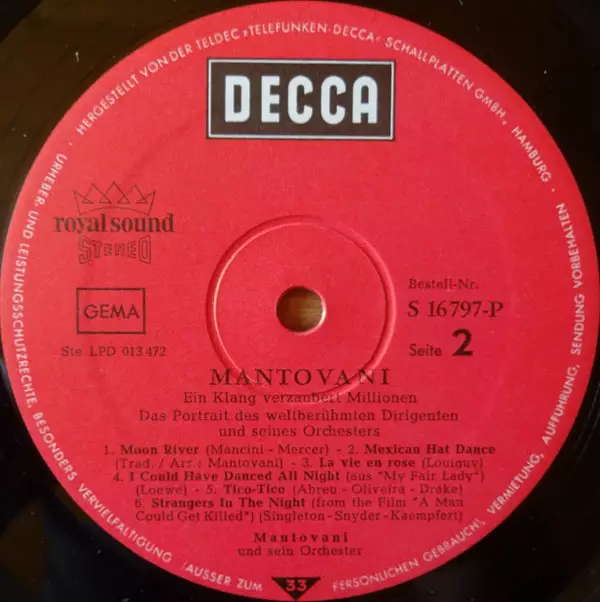 · HERGESTELLT VON DER TELDEC »TELEFUNKEN-DECCA« SCHALLPLATTEN GMBH, HAMBURG ·
URHEBER- UND LEISTUNGSSCHUTZRECHTE, BESONDERS VERVIELFÄLTIGUNG (AUSSER ZUM PERSÖNLICHEN GEBRAUCH), VERMIETUNG, AUFFÜHRUNG, SENDUNG VORBEHALTEN
DECCA
royal sound
STEREO
GEMA
Ste LPD 013 472
Bestell-Nr.
S 16 797-P
Seite 2
MANTOVANI
Ein Klang verzaubert Millionen
Das Portrait des weltberühmten Dirigenten
und seines Orchesters
1. Moon River (Mancini - Mercer) - 2. Mexican Hat Dance
(Trad. / Arr.: Mantovani) - 3. La vie en rose (Louiguy)
4. I Could Have Danced All Night (aus "My Fair Lady")
(Loewe) - 5. Tico-Tico (Abreu - Oliveira - Drake)
6. Strangers In The Night (from the Film "A Man
Could Get Killed") (Singleton - Snyder - Kaempfert)
Mantovani
und sein Orchester
33